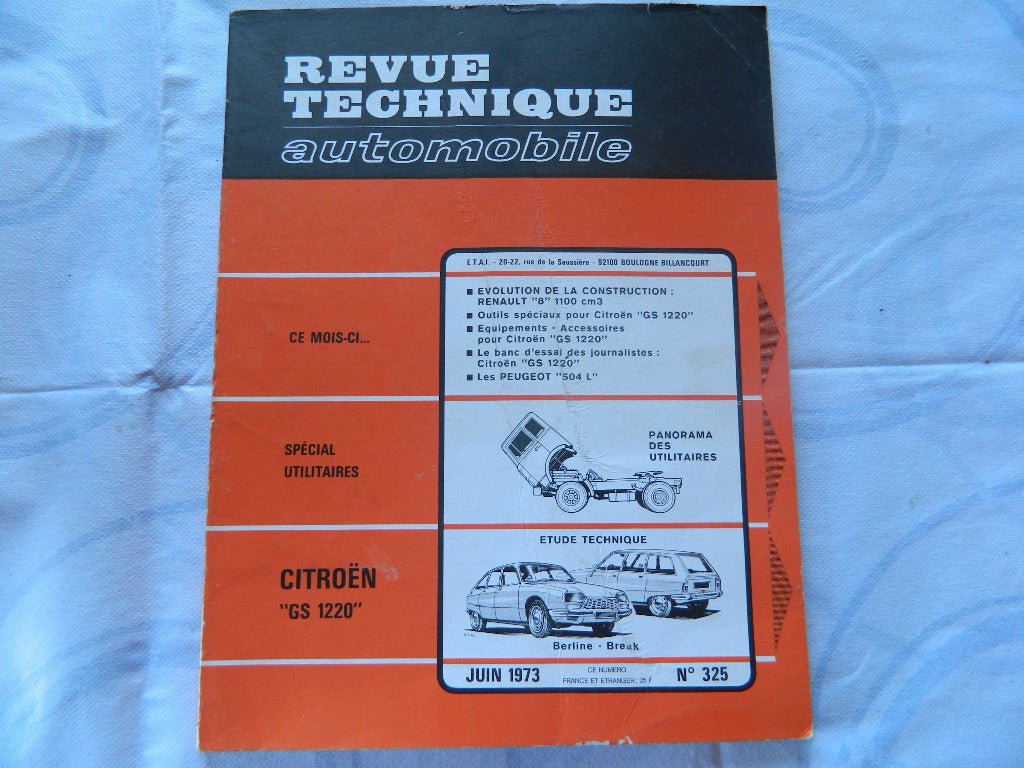 REVUE
TECHNIQUE
automobile
E.T.A.I. - 20-22, rue de la Saussière - 92100 BOULOGNE BILLANCOURT
CE MOIS-CI...
■ EVOLUTION DE LA CONSTRUCTION :
RENAULT "8" 1100 cm3
■ Outils spéciaux pour Citroën "GS 1220"
■ Equipements - Accessoires
pour Citroën "GS 1220"
■ Le banc d'essai des journalistes :
Citroën "GS 1220"
■ Les PEUGEOT "504 L"
SPÉCIAL
UTILITAIRES
PANORAMA
DES
UTILITAIRES
CITROËN
"GS 1220"
ETUDE TECHNIQUE
Berline - Break
JUIN 1973
CE NUMERO
FRANCE ET ETRANGER: 25 F
N° 325